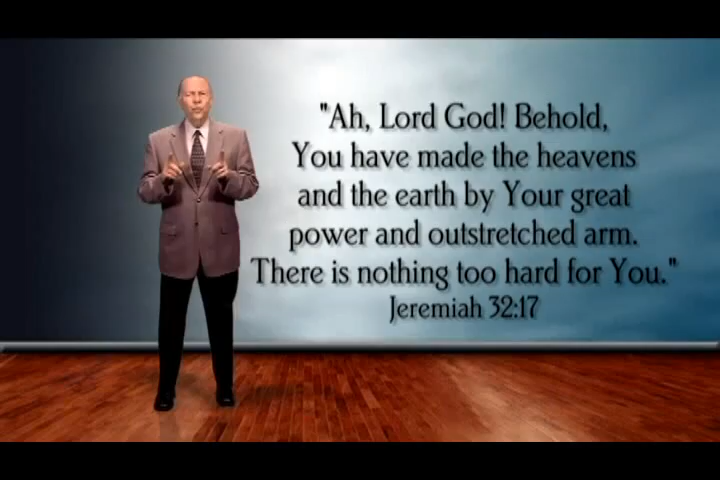 "Ah, Lord God! Behold,
You have made the heavens
and the earth by Your great
power and outstretched arm.
There is nothing too hard for You."
Jeremiah 32:17